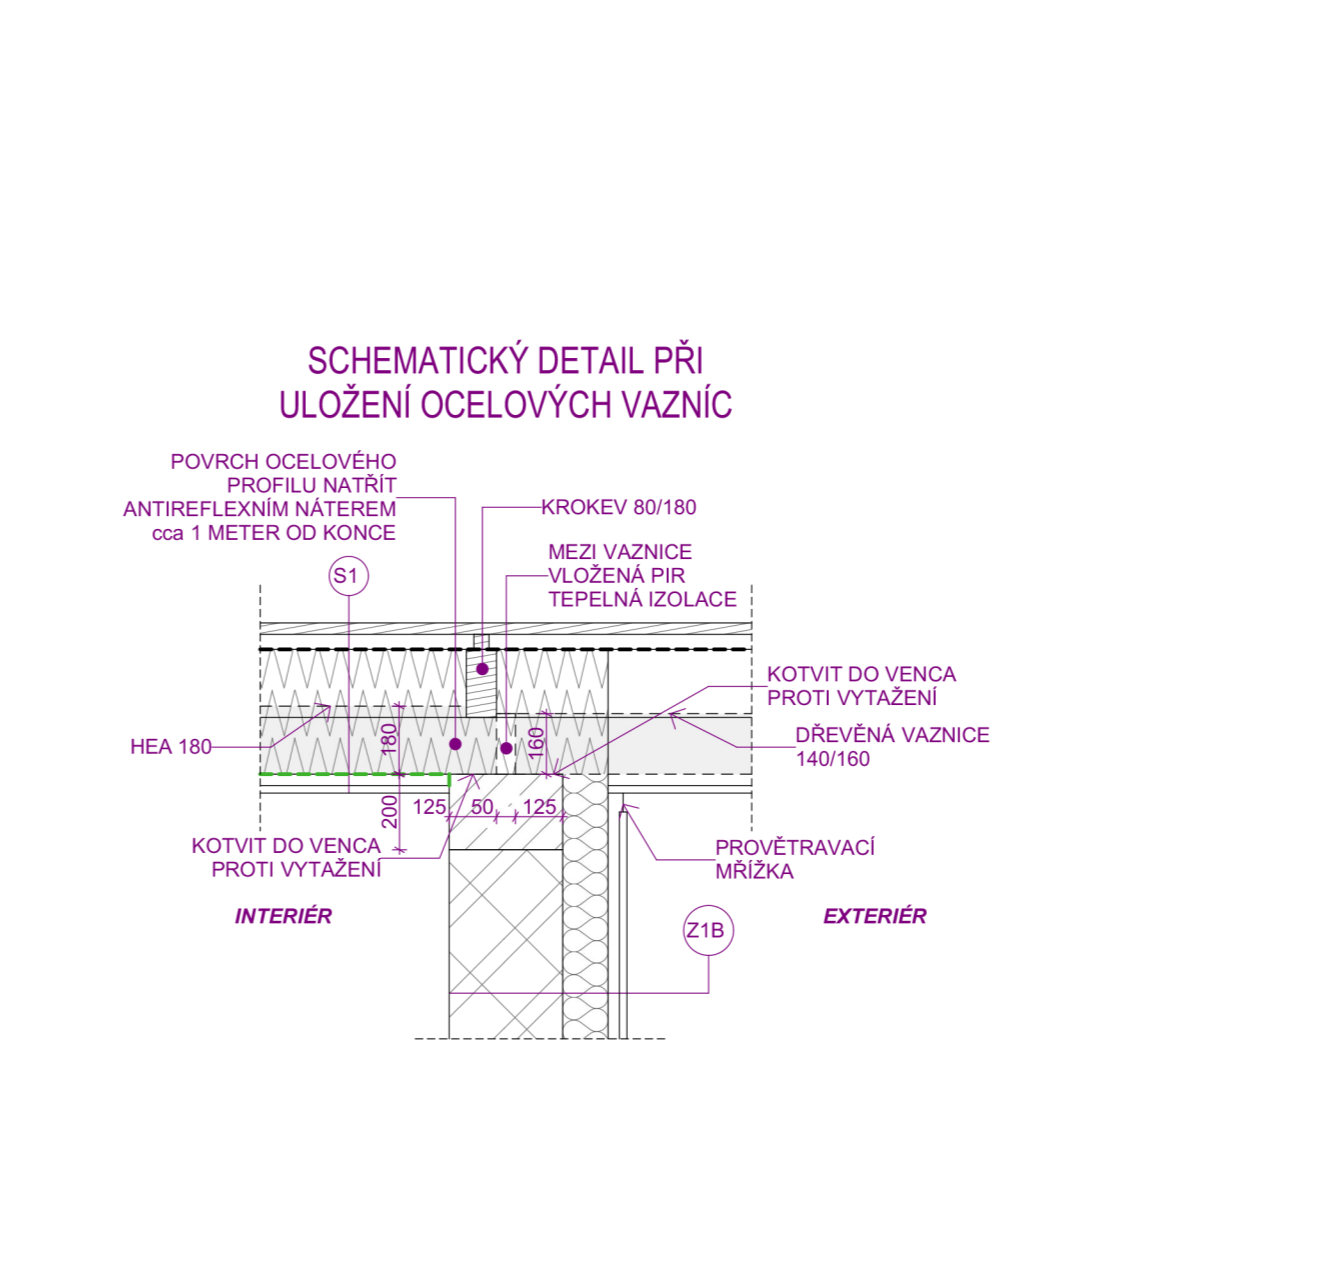 SCHEMATICKÝ DETAIL PŘI
ULOŽENÍ OCELOVÝCH VAZNÍC
POVRCH OCELOVÉHO
PROFILU NATŘÍT
ANTIREFLEXNÍM NÁTEREM
cca 1 METER OD KONCE
KROKEV 80/180
MEZI VAZNICE
VLOŽENÁ PIR
TEPELNÁ IZOLACE
S1
KOTVIT DO VENCA
PROTI VYTAŽENÍ
HEA 180
180
160
DŘEVĚNÁ VAZNICE
140/160
200
125
50
125
KOTVIT DO VENCA
PROTI VYTAŽENÍ
PROVĚTRAVACÍ
MŘÍŽKA
INTERIÉR
EXTERIÉR
Z1B